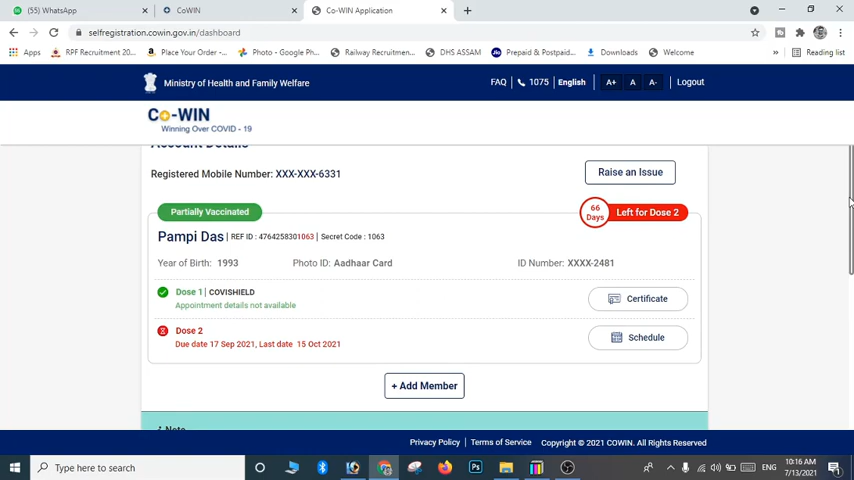 (55) WhatsApp
CoWIN
Co-WIN Application
selfregistration.cowin.gov.in/dashboard
Apps
RPF Recruitment 20...
Place Your Order -...
Photo - Google Ph...
Railway Recruitmen...
DHS ASSAM
Prepaid & Postpaid...
Downloads
Welcome
»
Reading list
Ministry of Health and Family Welfare
FAQ
1075
English
A+
A
A-
Logout
Co-WIN
Winning Over COVID - 19
Account Details
Registered Mobile Number: XXX-XXX-6331
Raise an Issue
Partially Vaccinated
66 Days
Left for Dose 2
Pampi Das | REF ID : 47642583011063 | Secret Code : 1063
Year of Birth: 1993
Photo ID: Aadhaar Card
ID Number: XXXX-2481
Dose 1 | COVISHIELD
Appointment details not available
Certificate
Dose 2
Due date 17 Sep 2021, Last date 15 Oct 2021
Schedule
+ Add Member
Note
Privacy Policy | Terms of Service
Copyright © 2021 COWIN. All Rights Reserved
Type here to search
ENG
10:16 AM
7/13/2021